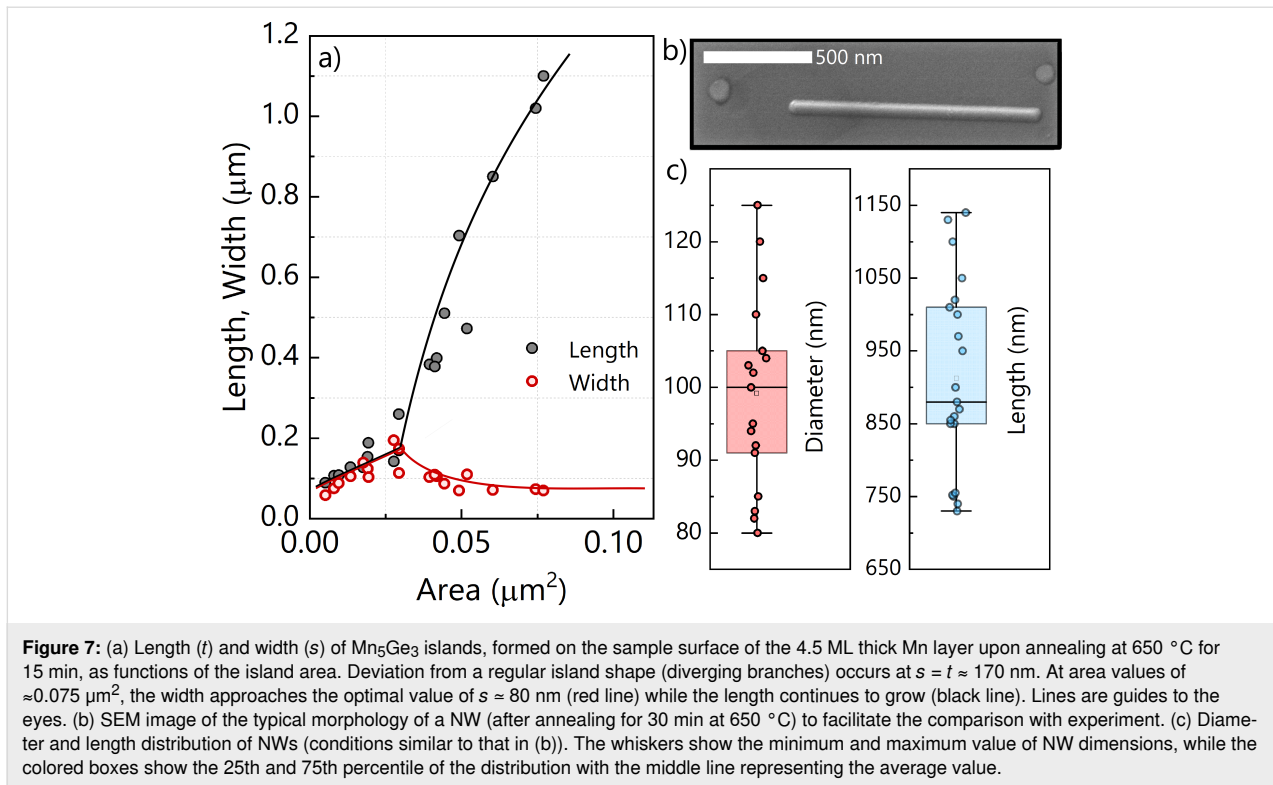 a)
1.2
1.0
0.8
0.6
0.4
0.2
0.0
Length, Width (μm)
Length
Width
0.00
0.05
0.10
Area (μm²)
b)
500 nm
c)
120
110
100
90
80
Diameter (nm)
1150
1050
950
850
750
650
Length (nm)
Figure 7: (a) Length (t) and width (s) of Mn₅Ge₃ islands, formed on the sample surface of the 4.5 ML thick Mn layer upon annealing at 650 °C for
15 min, as functions of the island area. Deviation from a regular island shape (diverging branches) occurs at s = t ≈ 170 nm. At area values of
≈0.075 μm², the width approaches the optimal value of s ≃ 80 nm (red line) while the length continues to grow (black line). Lines are guides to the
eyes. (b) SEM image of the typical morphology of a NW (after annealing for 30 min at 650 °C) to facilitate the comparison with experiment. (c) Diame-
ter and length distribution of NWs (conditions similar to that in (b)). The whiskers show the minimum and maximum value of NW dimensions, while the
colored boxes show the 25th and 75th percentile of the distribution with the middle line representing the average value.